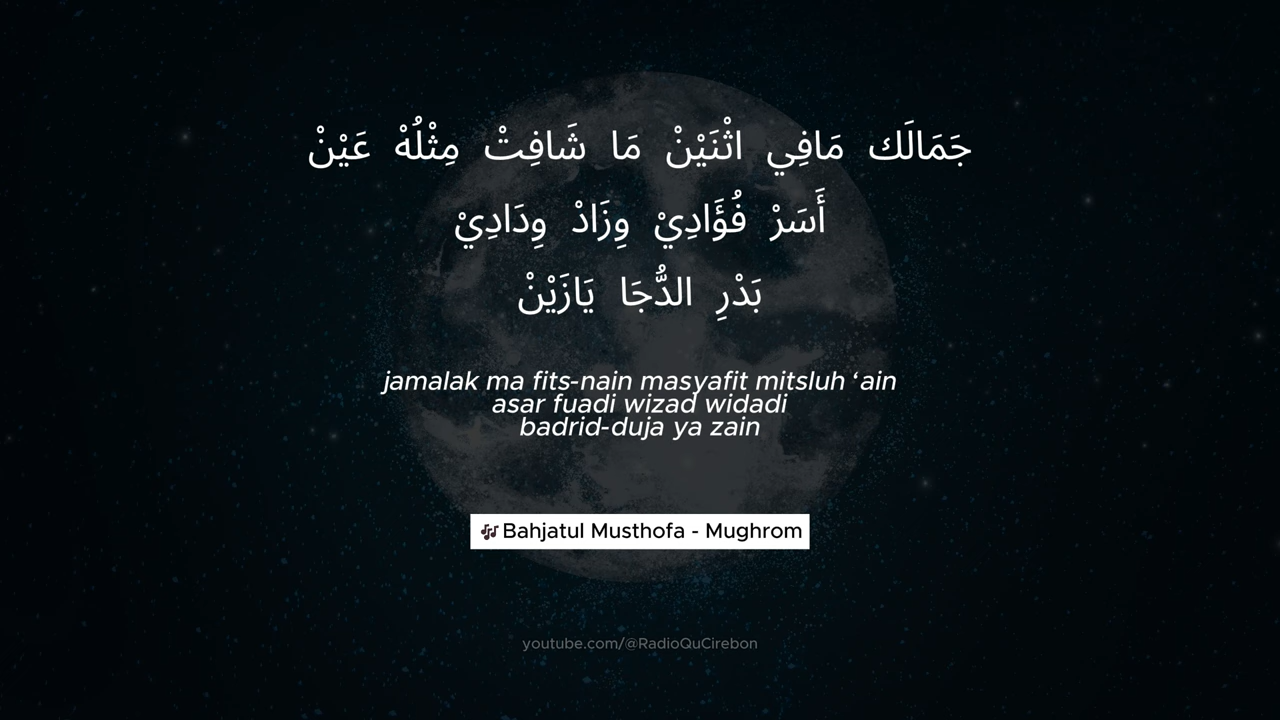 جَمَالَك مَافِي اثْنَيْنْ مَا شَافِتْ مِثْلُهْ عَيْنْ
أَسَرْ فُؤَادِيْ وِزَادْ وِدَادِيْ
بَدْرِ الدُّجَا يَازَيْنْ
jamalak ma fits-nain masyafit mitsluh ‘ain
asar fuadi wizad widadi
badrid-duja ya zain
🎶 Bahjatul Musthofa - Mughrom
youtube.com/@RadioQuCirebon